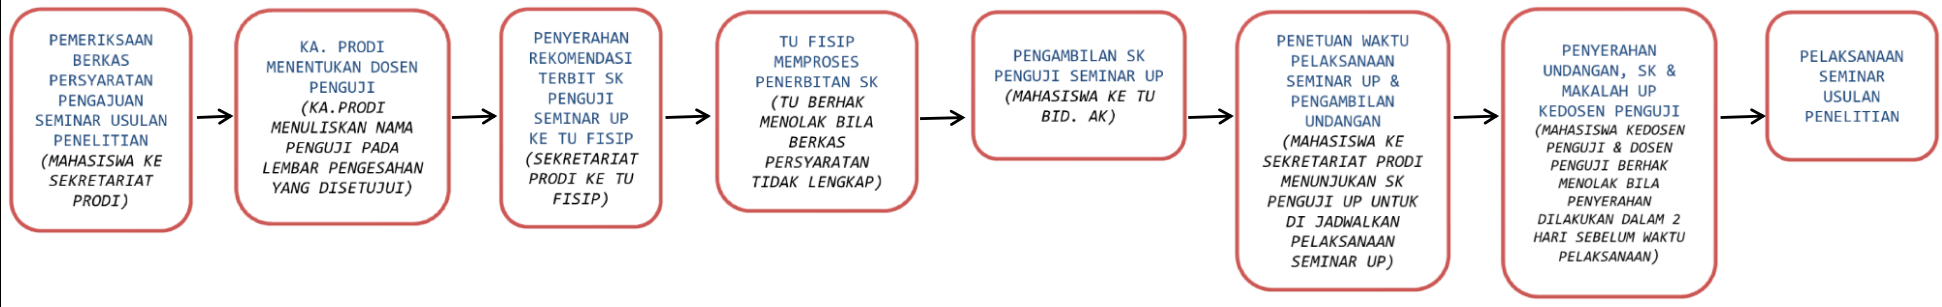 PEMERIKSAAN
BERKAS
PERSYARATAN
PENGAJUAN
SEMINAR USULAN
PENELITIAN
(MAHASISWA KE
SEKRETARIAT
PRODI)
KA. PRODI
MENENTUKAN DOSEN
PENGUJI
(KA.PRODI
MENULISKAN NAMA
PENGUJI PADA
LEMBAR PENGESAHAN
YANG DISETUJUI)
PENYERAHAN
REKOMENDASI
TERBIT SK
PENGUJI
SEMINAR UP
KE TU FISIP
(SEKRETARIAT
PRODI KE TU
FISIP)
TU FISIP
MEMPROSES
PENERBITAN SK
(TU BERHAK
MENOLAK BILA
BERKAS
PERSYARATAN
TIDAK LENGKAP)
PENGAMBILAN SK
PENGUJI SEMINAR UP
(MAHASISWA KE TU
BID. AK)
PENETUAN WAKTU
PELAKSANAAN
SEMINAR UP &
PENGAMBILAN
UNDANGAN
(MAHASISWA KE
SEKRETARIAT PRODI
MENUNJUKAN SK
PENGUJI UP UNTUK
DI JADWALKAN
PELAKSANAAN
SEMINAR UP)
PENYERAHAN
UNDANGAN, SK &
MAKALAH UP
KEDOSEN PENGUJI
(MAHASISWA KEDOSEN
PENGUJI & DOSEN
PENGUJI BERHAK
MENOLAK BILA
PENYERAHAN
DILAKUKAN DALAM 2
HARI SEBELUM WAKTU
PELAKSANAAN)
PELAKSANAAN
SEMINAR
USULAN
PENELITIAN